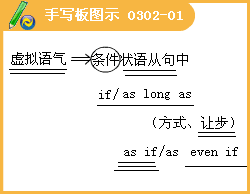 手写板图示 0302-01
虚拟语气⇒条件状语从句中
if/as long as
(方式、让步)
as if/as even if